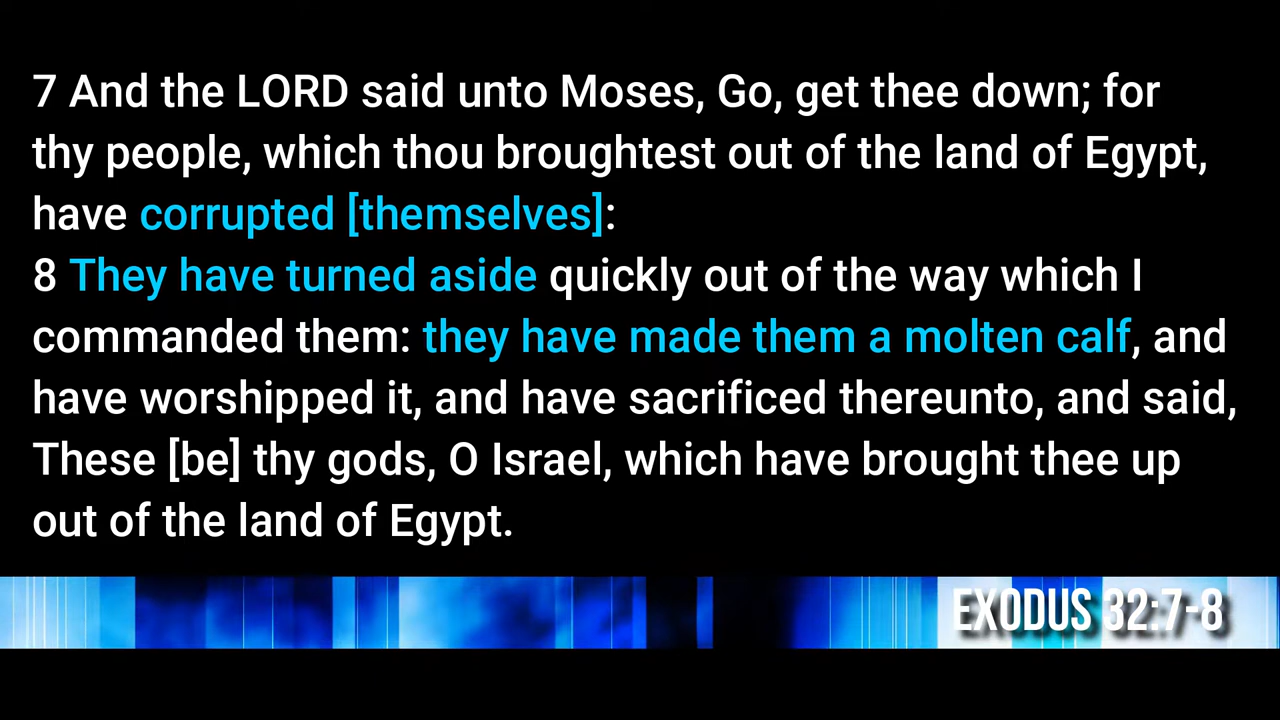 7 And the LORD said unto Moses, Go, get thee down; for
thy people, which thou broughtest out of the land of Egypt,
have corrupted [themselves]:
8 They have turned aside quickly out of the way which I
commanded them: they have made them a molten calf, and
have worshipped it, and have sacrificed thereunto, and said,
These [be] thy gods, O Israel, which have brought thee up
out of the land of Egypt.
EXODUS 32:7-8